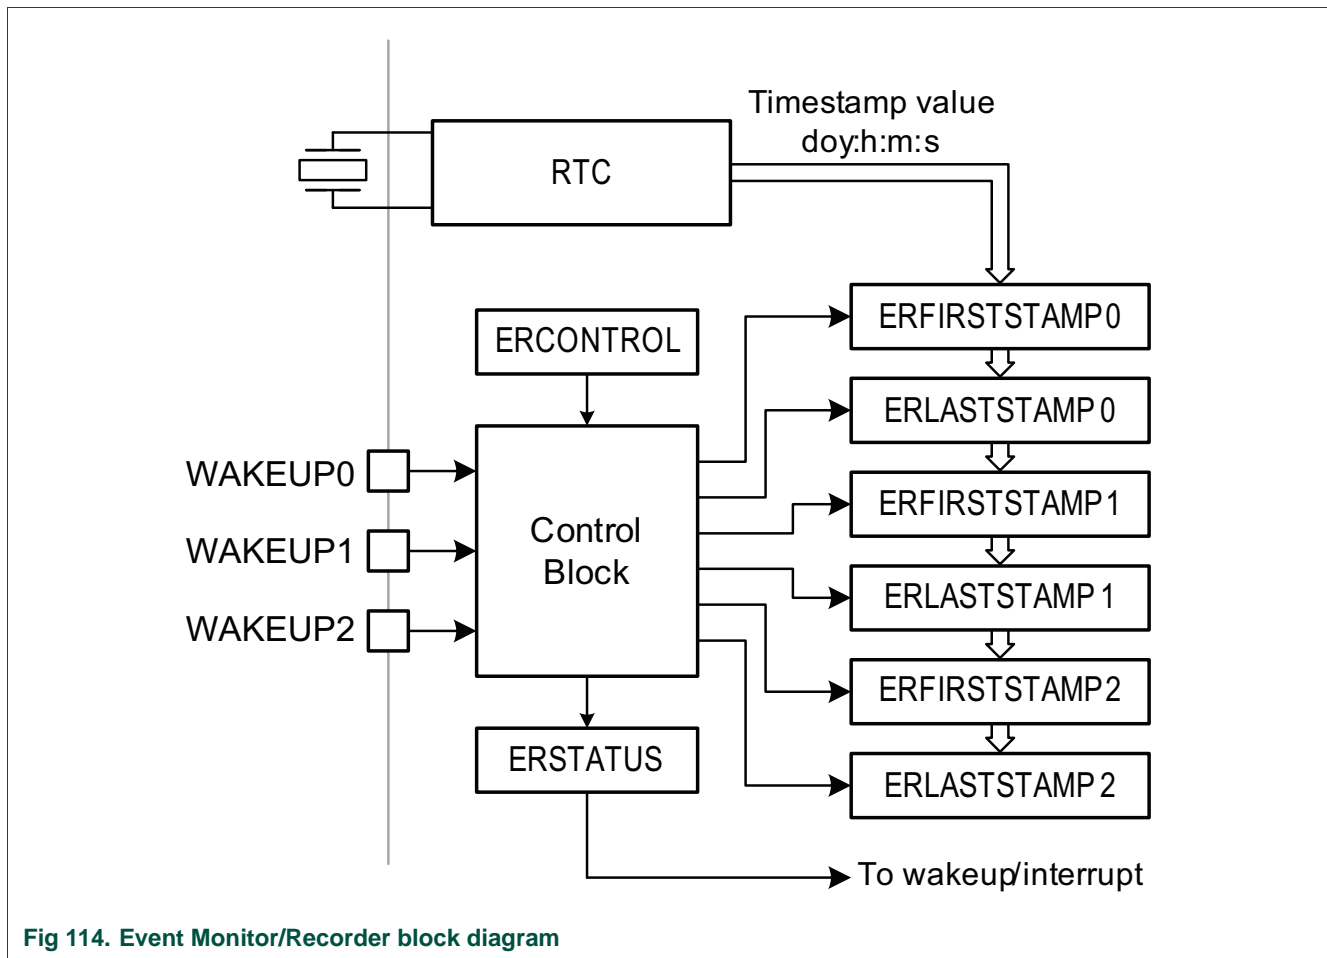 Timestamp value
doy:h:m:s
RTC
ERFIRSTSTAMP0
ERCONTROL
ERLASTSTAMP0
WAKEUP0
ERFIRSTSTAMP1
Control
Block
WAKEUP1
ERLASTSTAMP1
WAKEUP2
ERFIRSTSTAMP2
ERSTATUS
ERLASTSTAMP2
To wakeup/interrupt
Fig 114. Event Monitor/Recorder block diagram